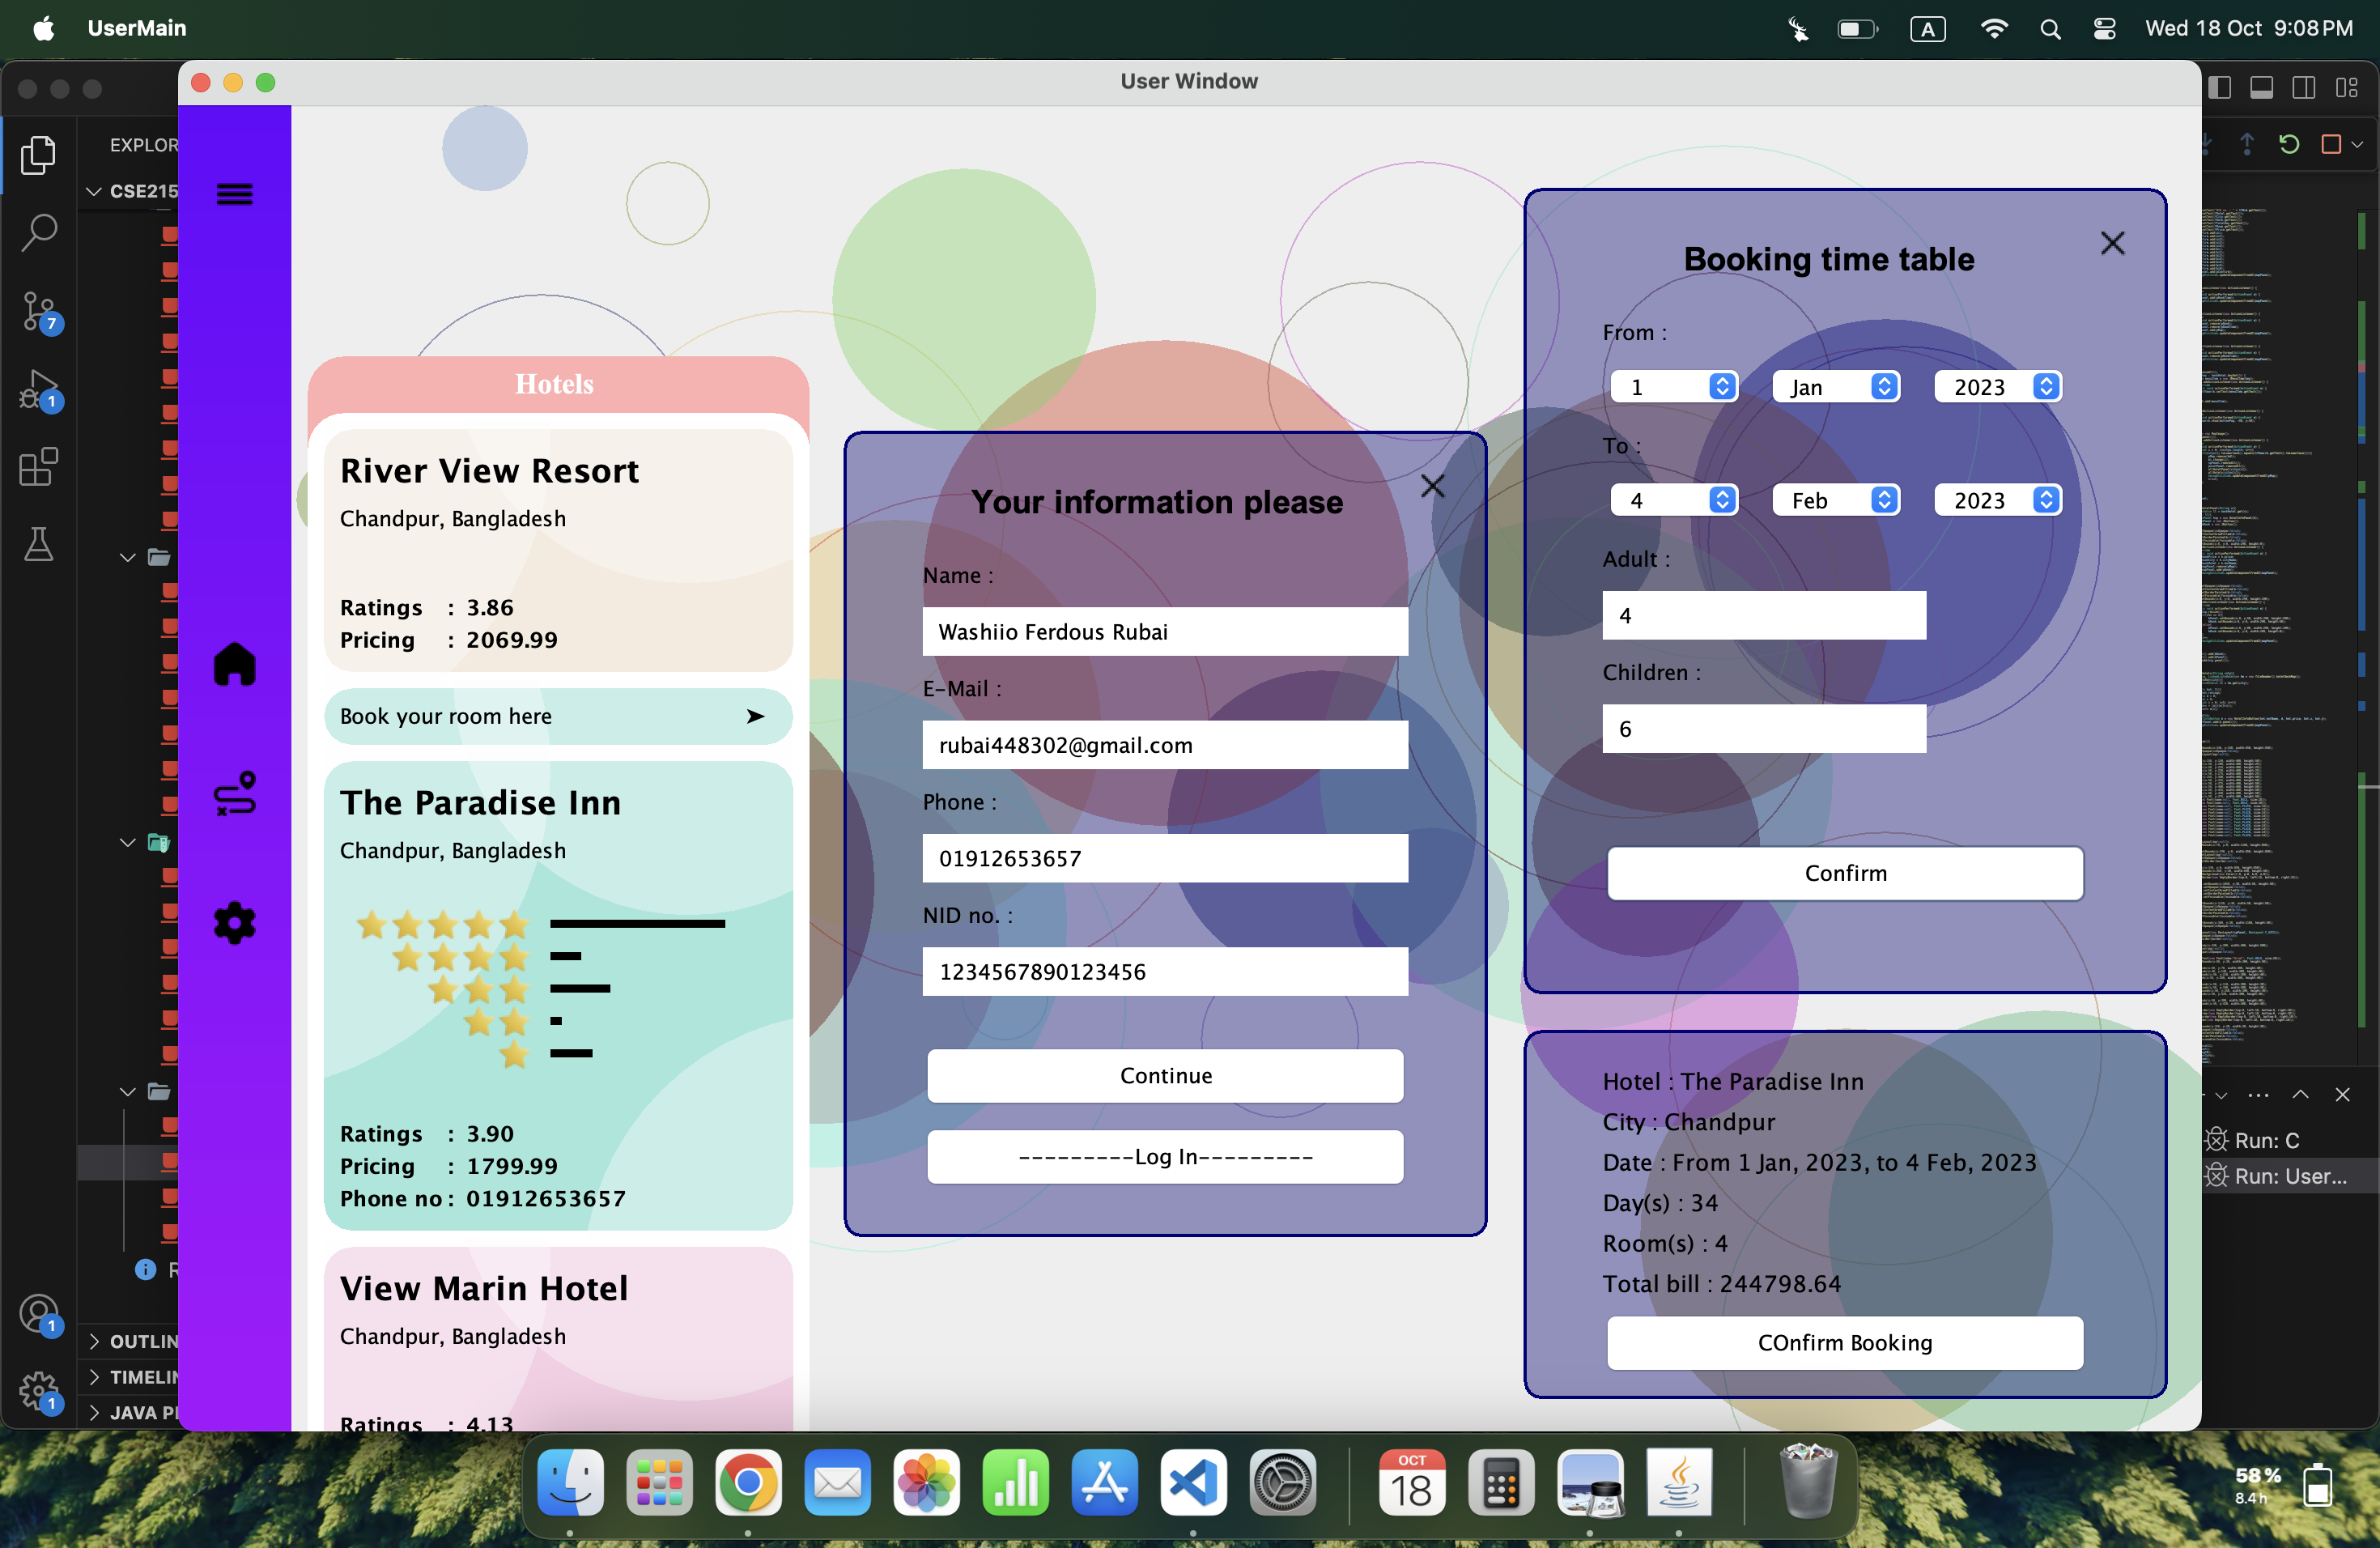 UserMain
A
Wed 18 Oct 9:08 PM
User Window
EXPLOR
CSE215
7
1
Hotels
River View Resort
Chandpur, Bangladesh
Ratings : 3.86
Pricing : 2069.99
Book your room here
The Paradise Inn
Chandpur, Bangladesh
Ratings : 3.90
Pricing : 1799.99
Phone no : 01912653657
View Marin Hotel
Chandpur, Bangladesh
Ratings : 4.13
Your information please
Name :
Washiio Ferdous Rubai
E-Mail :
rubai448302@gmail.com
Phone :
01912653657
NID no. :
1234567890123456
Continue
---------Log In---------
Booking time table
From :
1 Jan 2023
To :
4 Feb 2023
Adult :
4
Children :
6
Confirm
Hotel : The Paradise Inn
City : Chandpur
Date : From 1 Jan, 2023, to 4 Feb, 2023
Day(s) : 34
Room(s) : 4
Total bill : 244798.64
COnfirm Booking
Run: C
Run: User...
R
1
OUTLIN
1
TIMELIN
JAVA P
OCT
18
58%
8.4h